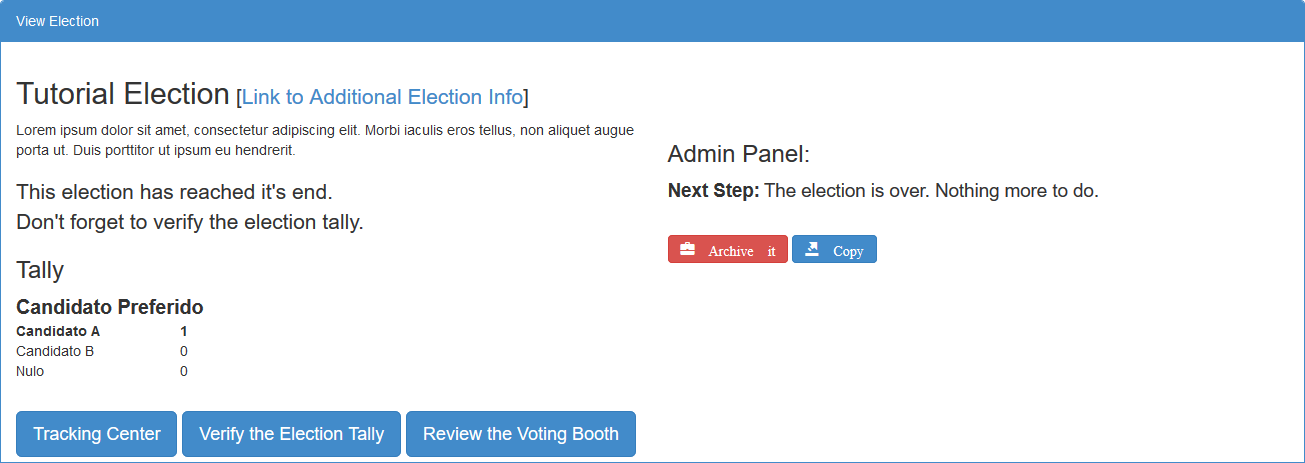 View Election
Tutorial Election [Link to Additional Election Info]
Lorem ipsum dolor sit amet, consectetur adipiscing elit. Morbi iaculis eros tellus, non aliquet augue
porta ut. Duis porttitor ut ipsum eu hendrerit.
This election has reached it's end.
Don't forget to verify the election tally.
Tally
Candidato Preferido
Candidato A 1
Candidato B 0
Nulo 0
Tracking Center
Verify the Election Tally
Review the Voting Booth
Admin Panel:
Next Step: The election is over. Nothing more to do.
Archive it
Copy